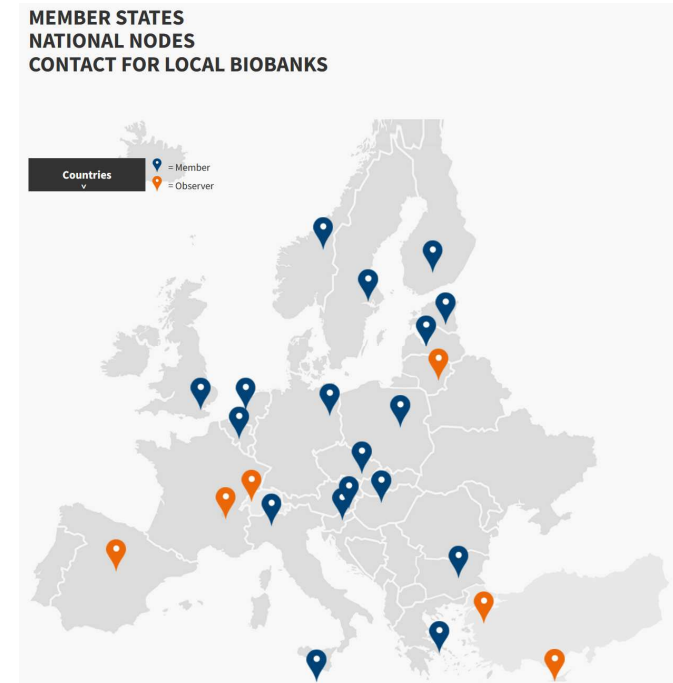 MEMBER STATES
NATIONAL NODES
CONTACT FOR LOCAL BIOBANKS
Countries
v
= Member
= Observer